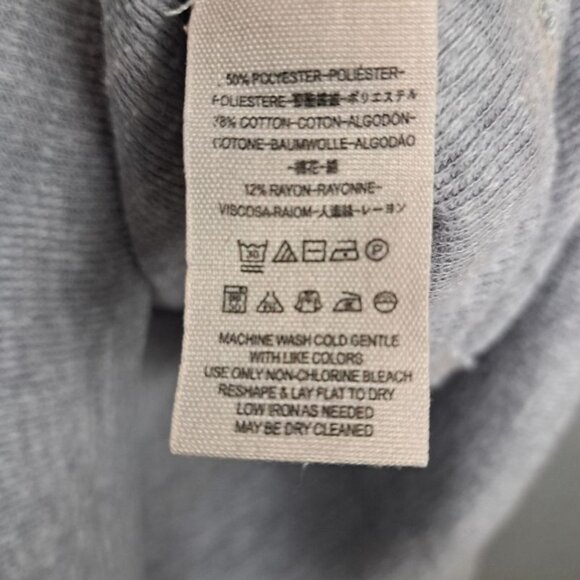 50% POLYESTER-POLIÉSTER-
POLIESTERE-聚酯纖維-ポリエステル
38% COTTON-COTON-ALGODÓN-
COTONE-BAUMWOLLE-ALGODÃO
-棉花-綿
12% RAYON-RAYONNE-
VISCOSA-RAIOM-人造絲-レーヨン
30 P
MACHINE WASH COLD GENTLE
WITH LIKE COLORS
USE ONLY NON-CHLORINE BLEACH
RESHAPE & LAY FLAT TO DRY
LOW IRON AS NEEDED
MAY BE DRY CLEANED